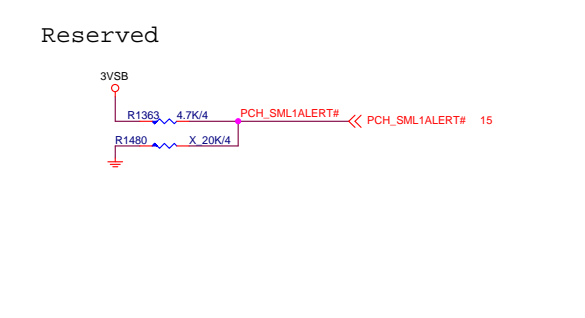 Reserved
3VSB
R1363 4.7K/4 PCH_SML1ALERT# PCH_SML1ALERT# 15
R1480 X_20K/4